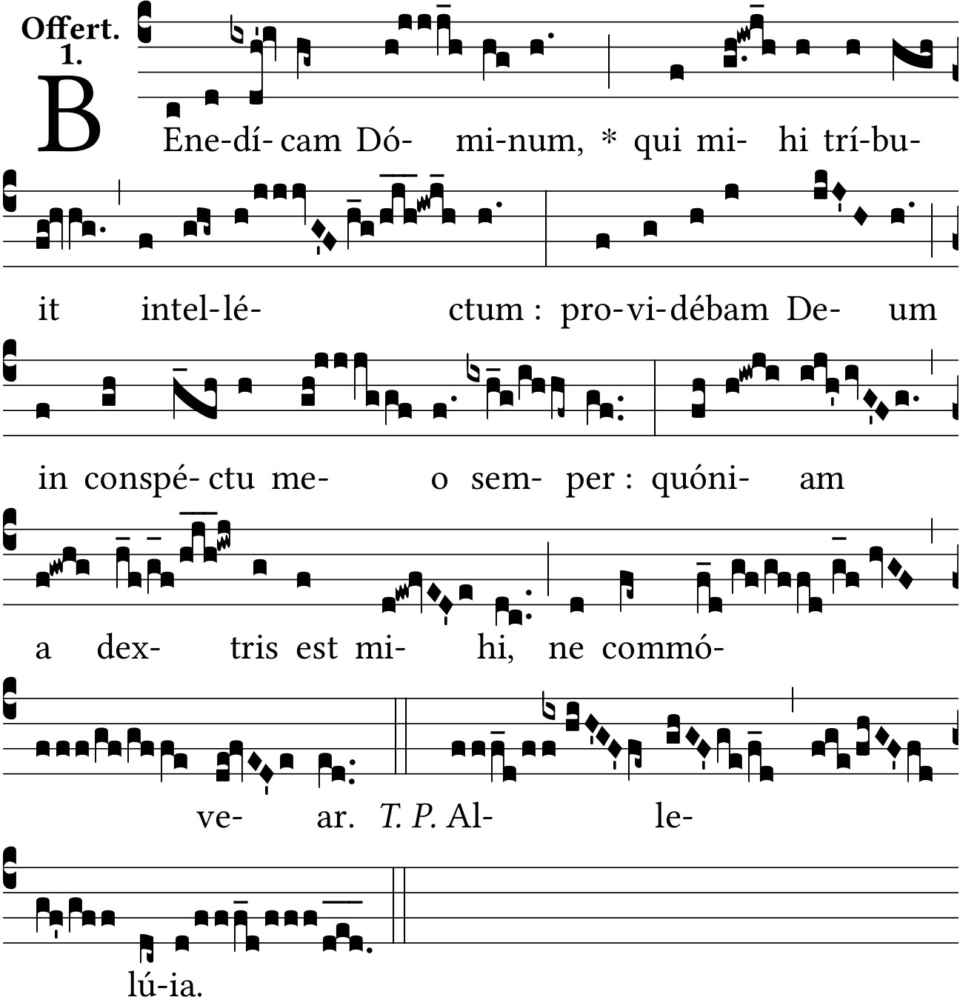 Offert.
1.
BEne-dí-cam Dó- mi-num, * qui mi- hi trí-bu-
it intel-lé- ctum : pro-vi-débam De- um
in conspé-ctu me- o sem- per : quóni- am
a dex- tris est mi- hi, ne commó-
ve- ar. T. P. Al- le-
lú-ia.